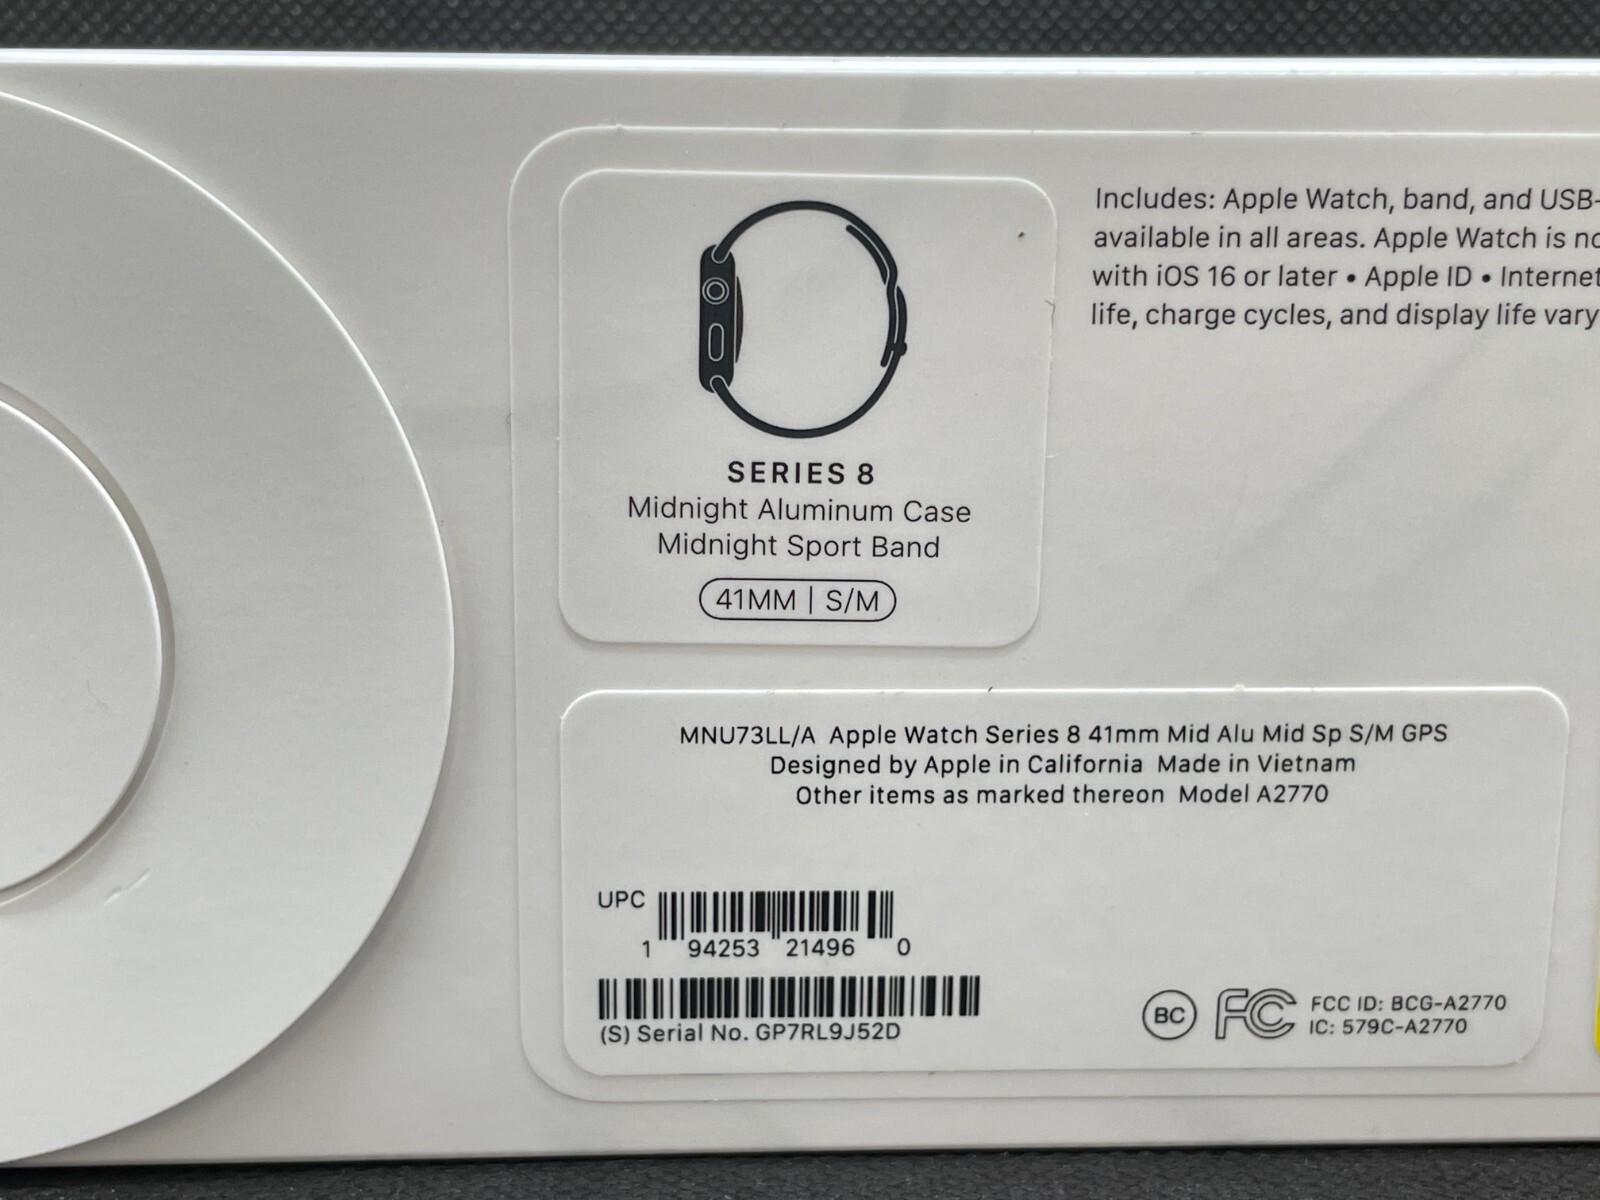 Includes: Apple Watch, band, and USB-
available in all areas. Apple Watch is
with iOS 16 or later • Apple ID • Internet
life, charge cycles, and display life vary
SERIES 8
Midnight Aluminum Case
Midnight Sport Band
41MM | S/M
MNU73LL/A Apple Watch Series 8 41mm Mid Alu Mid Sp S/M GPS
Designed by Apple in California Made in Vietnam
Other items as marked thereon Model A2770
UPC
1 94253 21496 0
(S) Serial No. GP7RL9J52D
BC FC FCC ID: BCG-A2770
IC: 579C-A2770